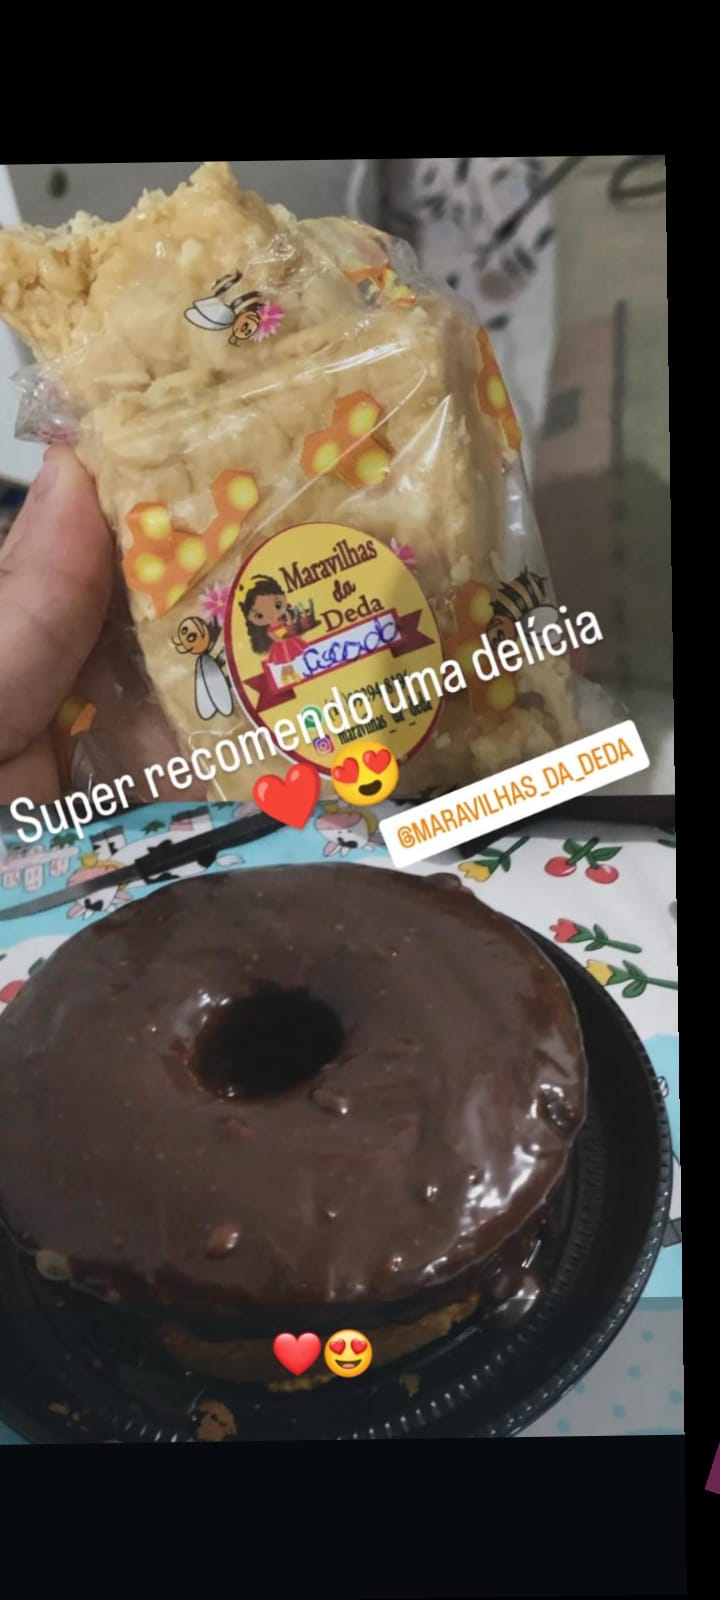 Maravilhas
da
Deda
maravilhas_da_deda
Super recomendo uma delícia
❤️😍
@MARAVILHAS_DA_DEDA
❤️😍